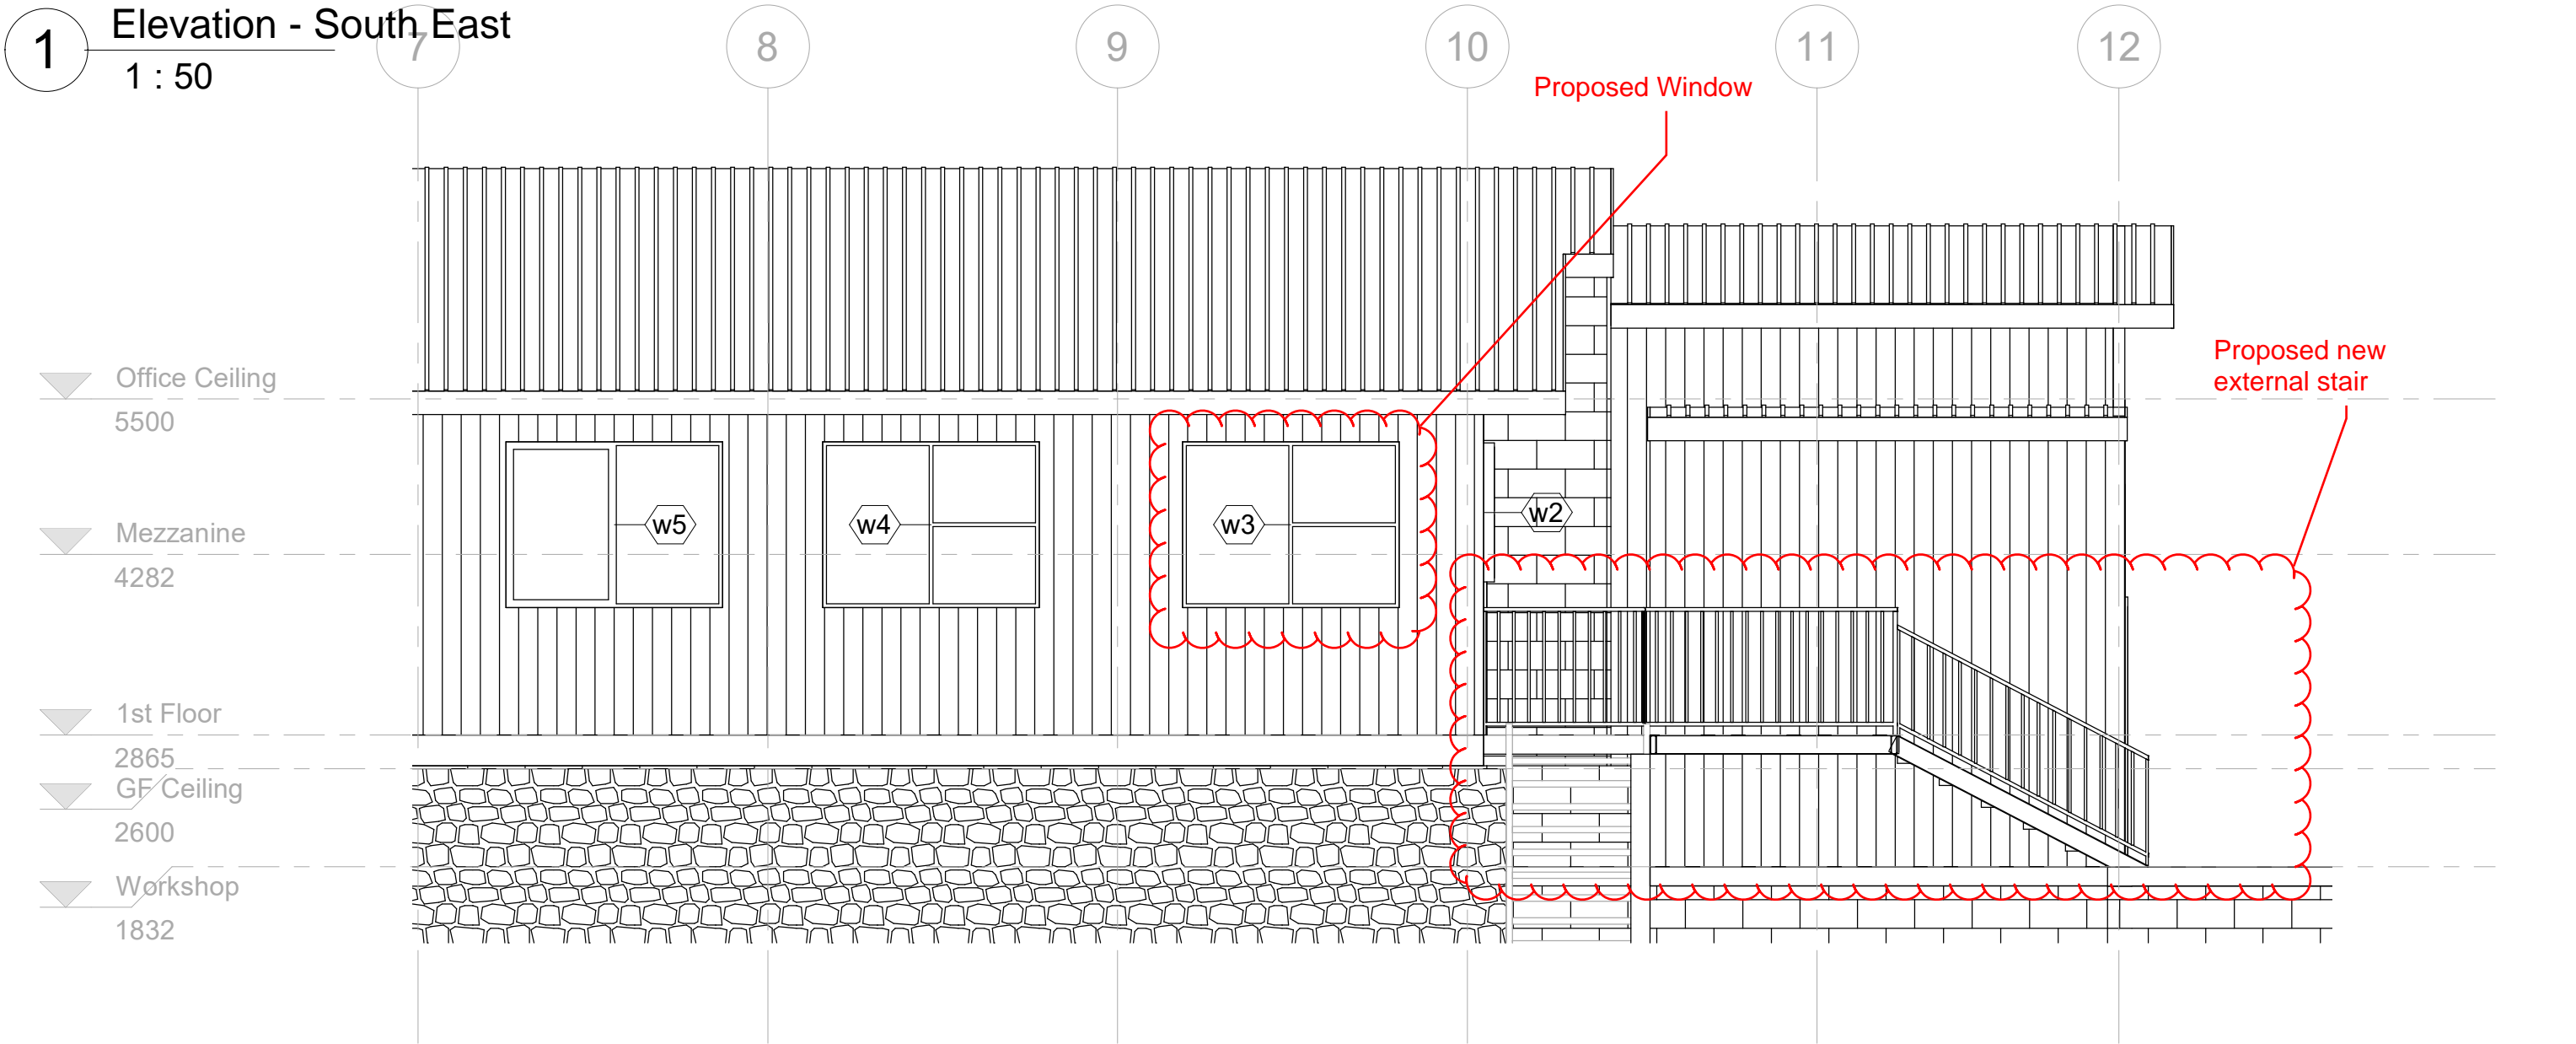 1
Elevation - South East
1 : 50
7
8
9
10
11
12
Proposed Window
Proposed new
external stair
Office Ceiling
5500
Mezzanine
4282
1st Floor
2865
GF Ceiling
2600
Workshop
1832
w5
w4
w3
w2